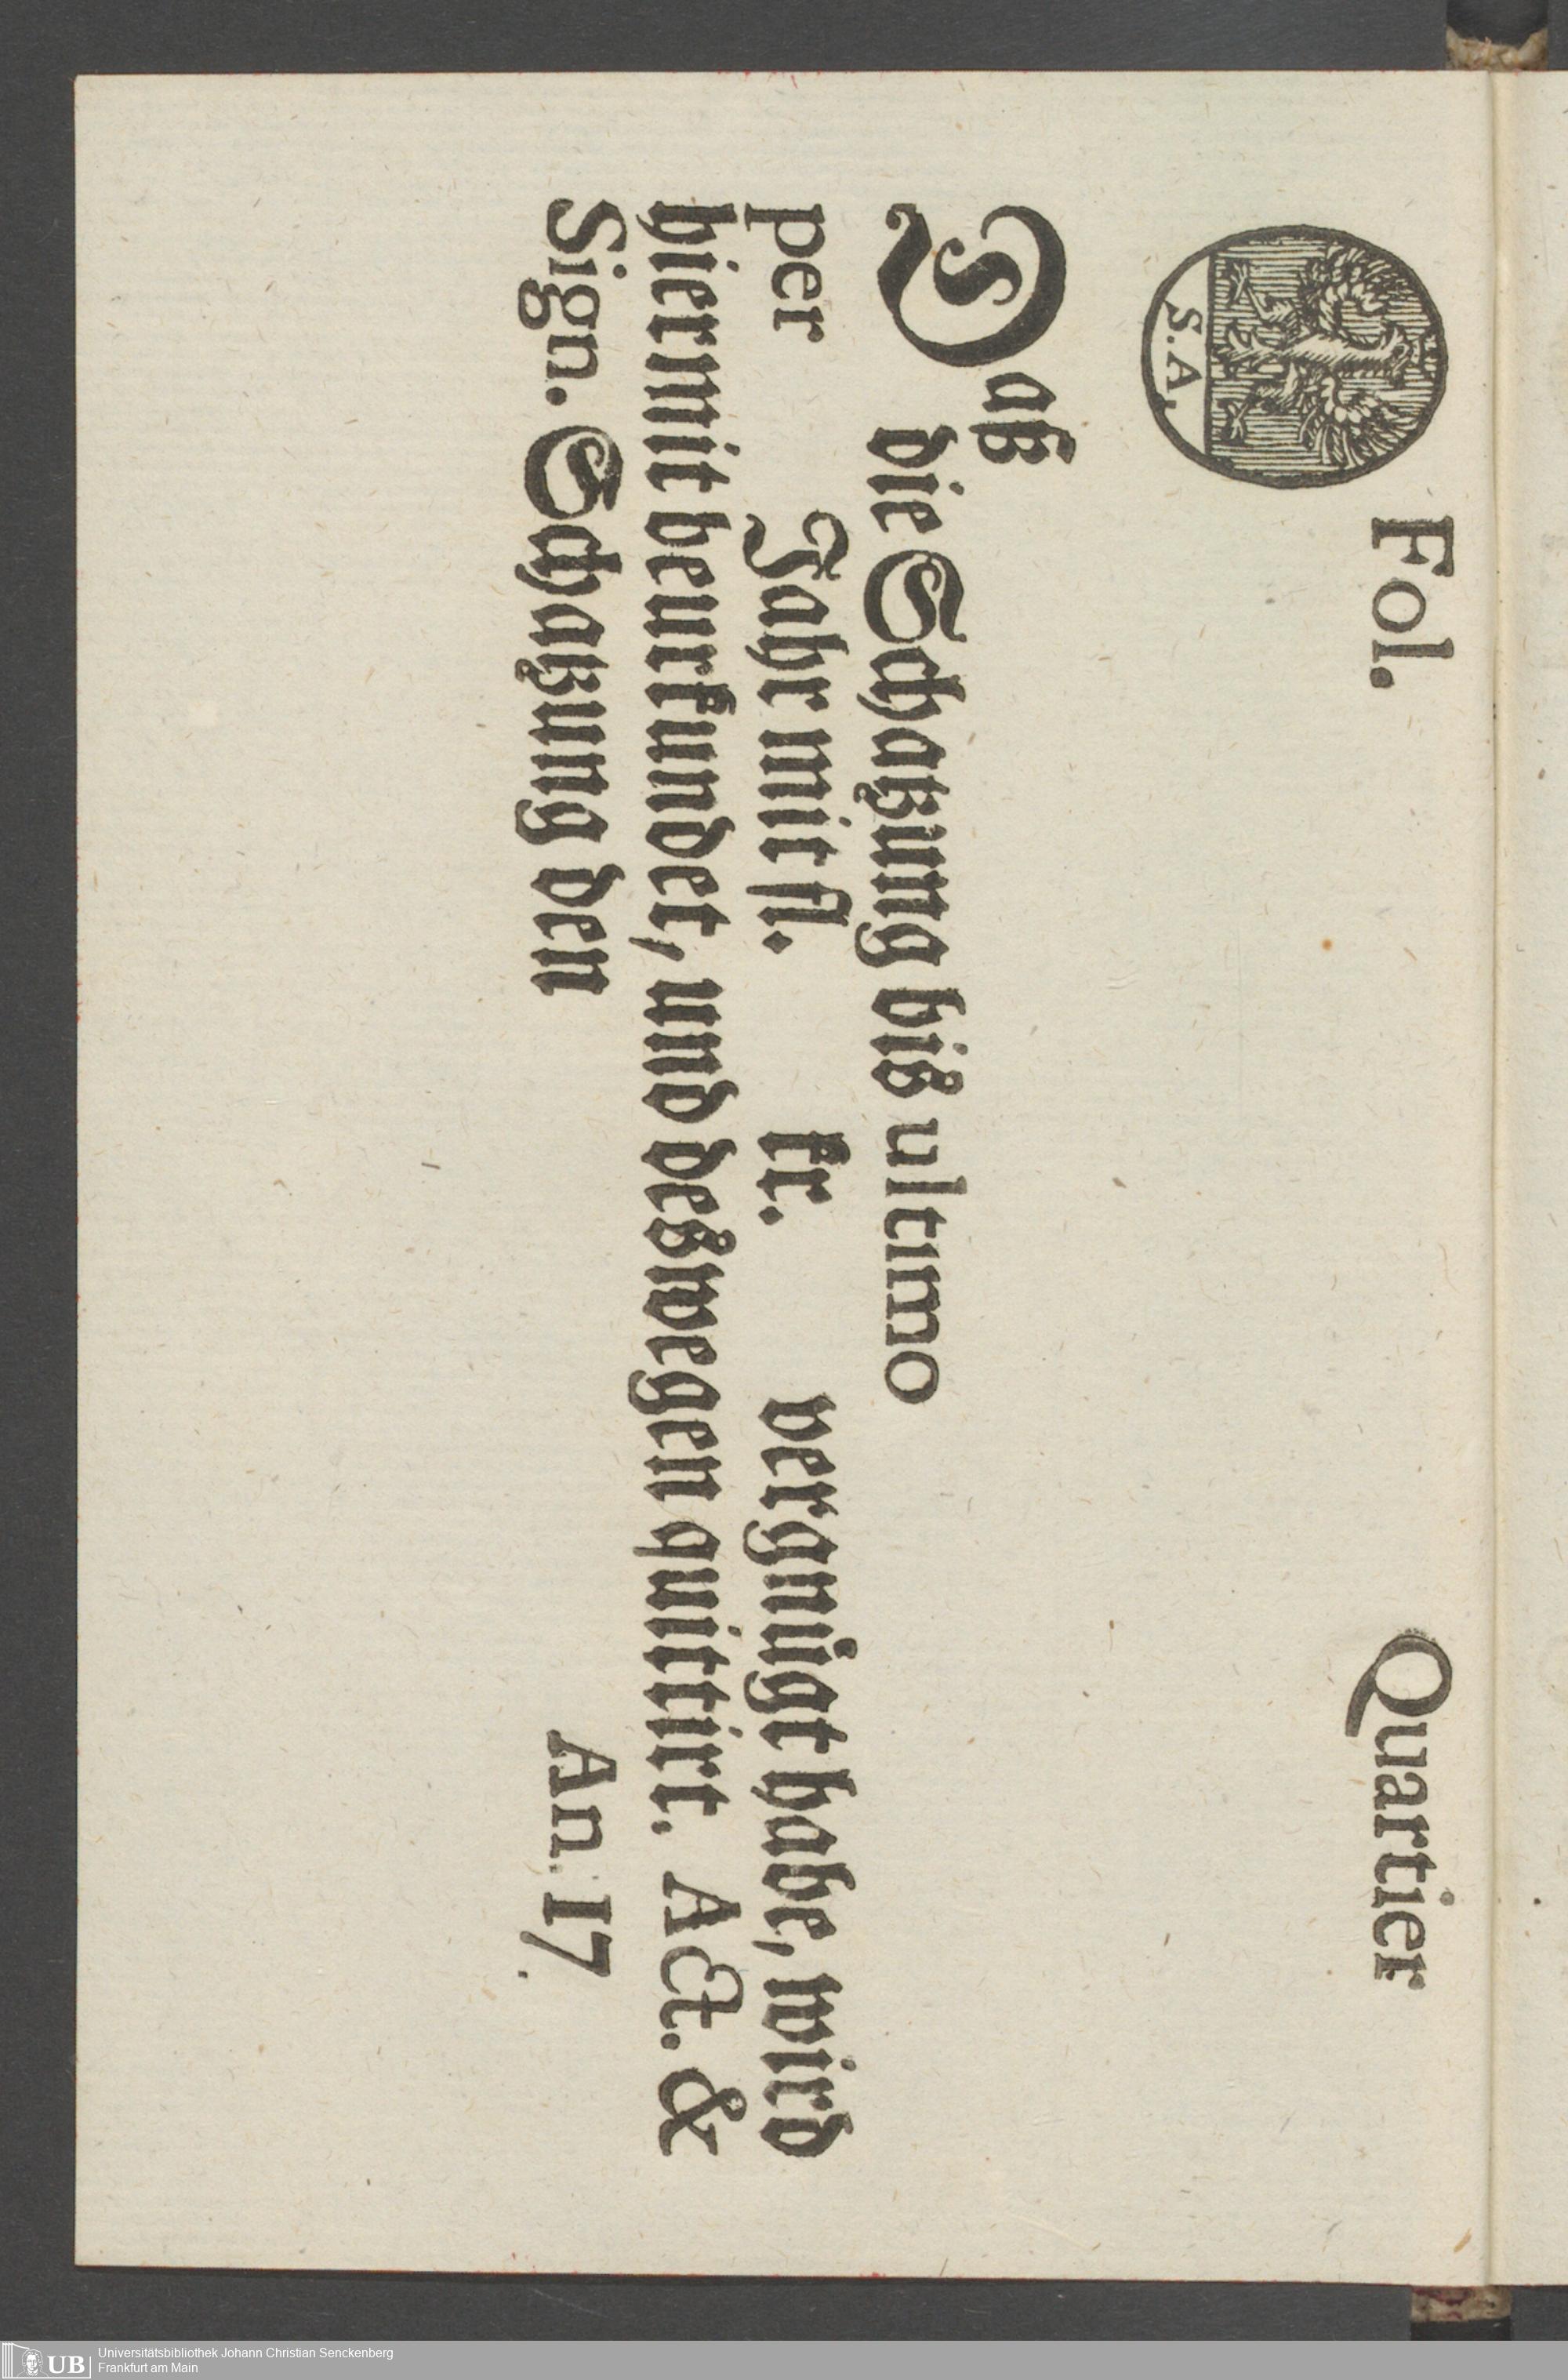 Fol. Quartier
S. A.
Daß
die Schatzung biß ultimo
per Jahr mit fl. kr. vergnügt habe, wird
hiermit beurkundet, und deßwegen quittirt. Act. &
Sign. Schatzung den An. 17.
UB Universitätsbibliothek Johann Christian Senckenberg
Frankfurt am Main